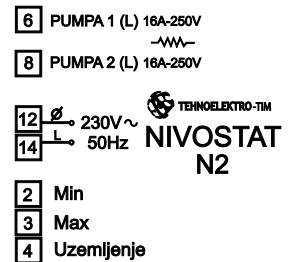 6 PUMPA 1 (L) 16A-250V
8 PUMPA 2 (L) 16A-250V
TEHNOELEKTRO-TIM
12 Ø 230V~
14 L 50Hz
NIVOSTAT
N2
2 Min
3 Max
4 Uzemljenje